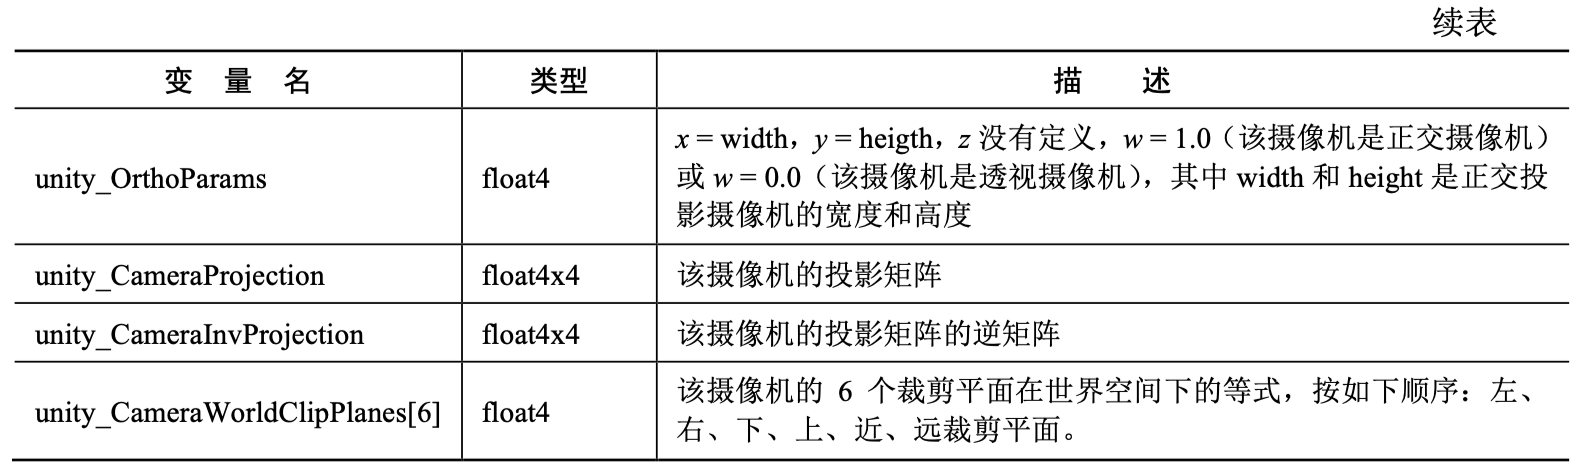 续表
变 量 名 类型 描 述
unity_OrthoParams float4 x = width，y = heigth，z 没有定义，w = 1.0（该摄像机是正交摄像机）
或 w = 0.0（该摄像机是透视摄像机），其中 width 和 height 是正交投
影摄像机的宽度和高度
unity_CameraProjection float4x4 该摄像机的投影矩阵
unity_CameraInvProjection float4x4 该摄像机的投影矩阵的逆矩阵
unity_CameraWorldClipPlanes[6] float4 该摄像机的 6 个裁剪平面在世界空间下的等式，按如下顺序：左、
右、下、上、近、远裁剪平面。